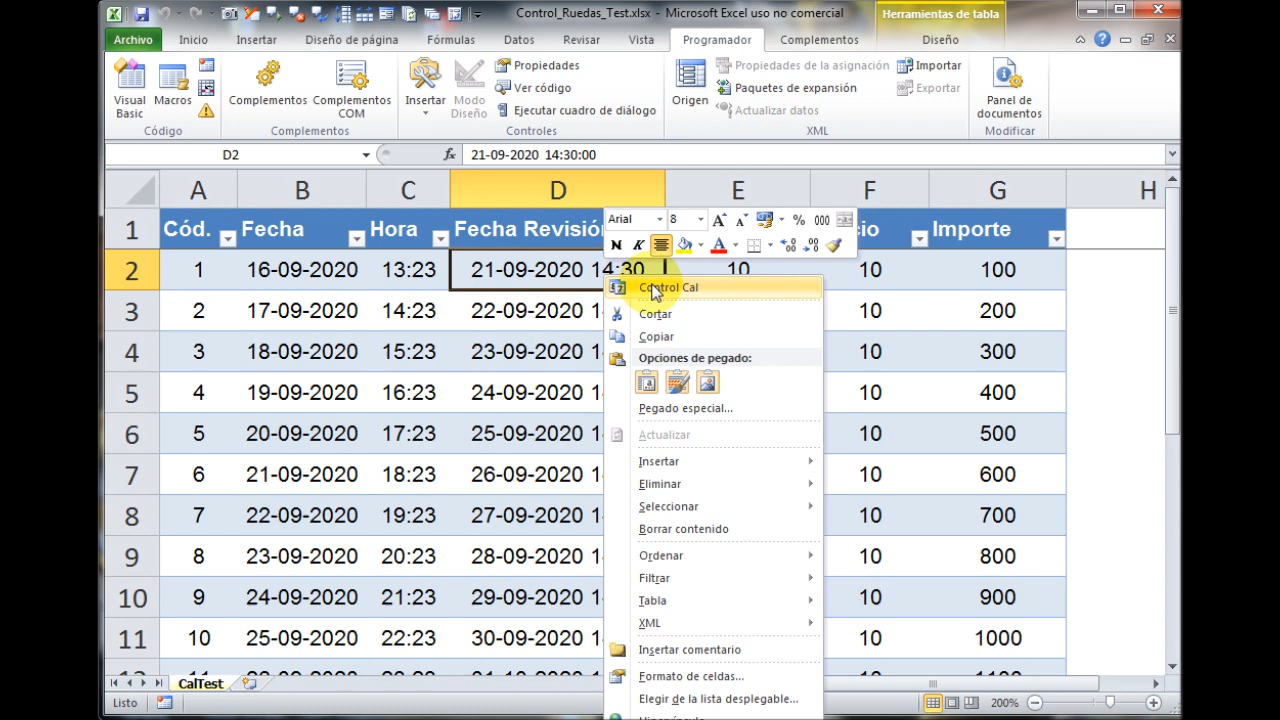 Control_Ruedas_Test.xlsx - Microsoft Excel uso no comercial
Herramientas de tabla
Archivo Inicio Insertar Diseño de página Fórmulas Datos Revisar Vista Programador Complementos Diseño
Visual Basic
Macros
Código
Complementos
Complementos COM
Complementos
Insertar
Modo Diseño
Propiedades
Ver código
Ejecutar cuadro de diálogo
Controles
Origen
Propiedades de la asignación
Paquetes de expansión
Actualizar datos
Importar
Exportar
XML
Panel de documentos
Modificar
D2 fx 21-09-2020 14:30:00
A B C D E F G H
1 Cód. Fecha Hora Fecha Revisión Importe
2 1 16-09-2020 13:23 21-09-2020 14:30 10 10 100
3 2 17-09-2020 14:23 22-09-2020 10 200
4 3 18-09-2020 15:23 23-09-2020 10 300
5 4 19-09-2020 16:23 24-09-2020 10 400
6 5 20-09-2020 17:23 25-09-2020 10 500
7 6 21-09-2020 18:23 26-09-2020 10 600
8 7 22-09-2020 19:23 27-09-2020 10 700
9 8 23-09-2020 20:23 28-09-2020 10 800
10 9 24-09-2020 21:23 29-09-2020 10 900
11 10 25-09-2020 22:23 30-09-2020 10 1000
Arial 8 A A % 000
N K A
Control Cal
Cortar
Copiar
Opciones de pegado:
Pegado especial...
Actualizar
Insertar
Eliminar
Seleccionar
Borrar contenido
Ordenar
Filtrar
Tabla
XML
Insertar comentario
Formato de celdas...
Elegir de la lista desplegable...
CalTest
Listo
200%